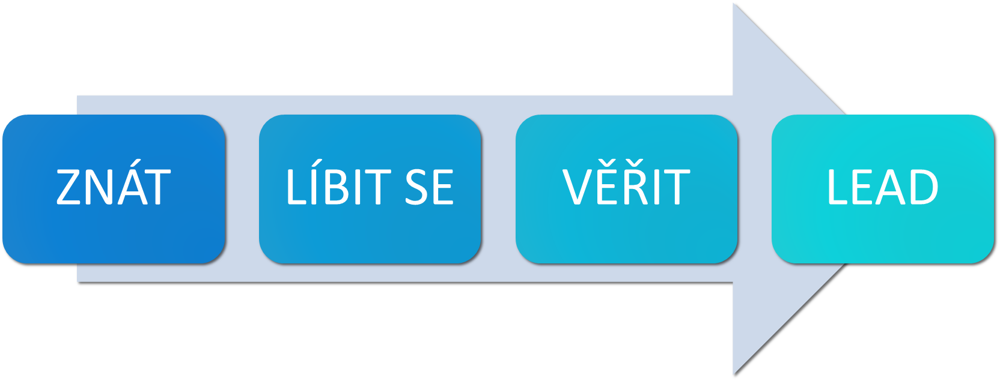 ZNÁT
LÍBIT SE
VĚŘIT
LEAD